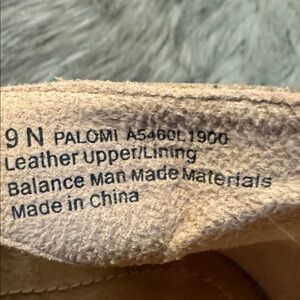 9 N PALOMI A5460L1900
Leather Upper/Lining
Balance Man Made Materials
Made in China